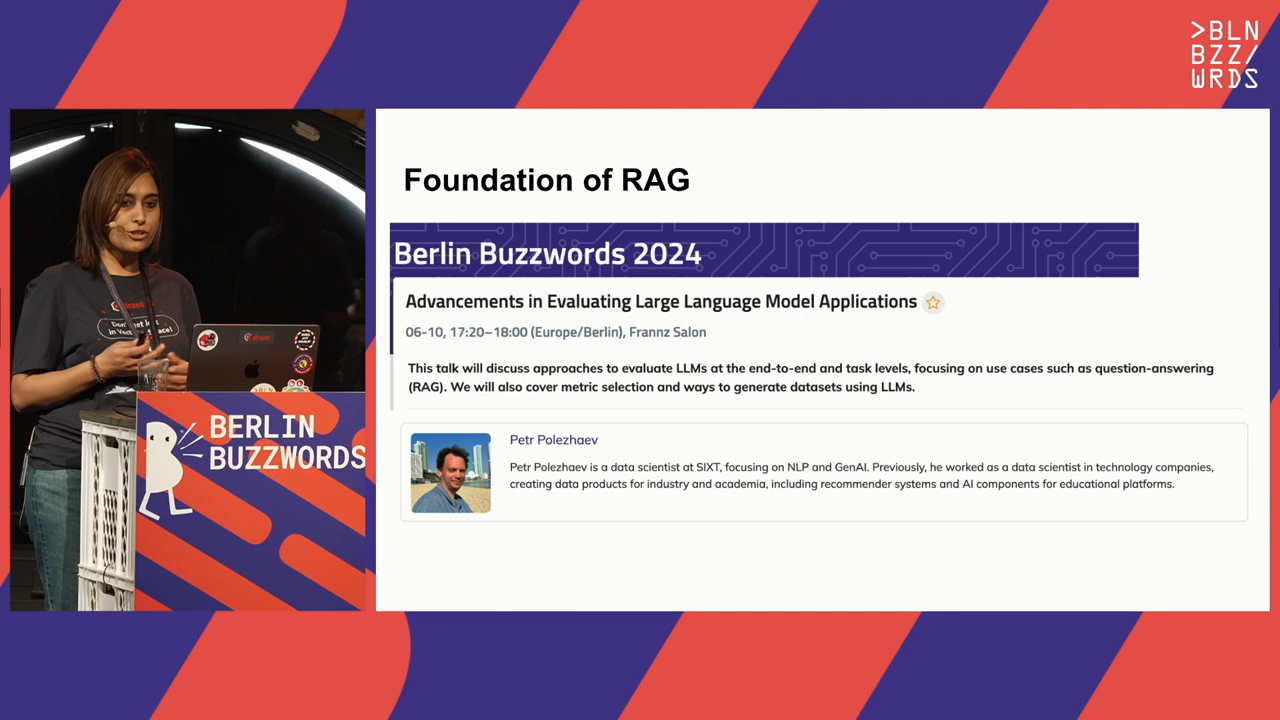 >BLN
BZZ/
WRDS
Foundation of RAG
Berlin Buzzwords 2024
Advancements in Evaluating Large Language Model Applications
06-10, 17:20–18:00 (Europe/Berlin), Frannz Salon
This talk will discuss approaches to evaluate LLMs at the end-to-end and task levels, focusing on use cases such as question-answering
(RAG). We will also cover metric selection and ways to generate datasets using LLMs.
Petr Polezhaev
Petr Polezhaev is a data scientist at SIXT, focusing on NLP and GenAI. Previously, he worked as a data scientist in technology companies,
creating data products for industry and academia, including recommender systems and AI components for educational platforms.
BERLIN
BUZZWORDS